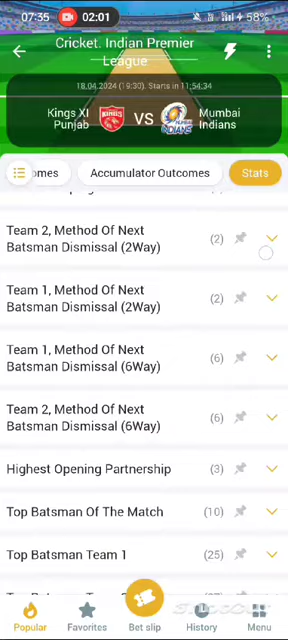 07:35
02:01
58%
Cricket. Indian Premier
League
18.04.2024 (19:30). Starts in 11:54:34
Kings XI
Punjab
KINGS
VS
INDIANS
Mumbai
Indians
omes
Accumulator Outcomes
Stats
Team 2, Method Of Next
Batsman Dismissal (2Way)
(2)
Team 1, Method Of Next
Batsman Dismissal (2Way)
(2)
Team 1, Method Of Next
Batsman Dismissal (6Way)
(6)
Team 2, Method Of Next
Batsman Dismissal (6Way)
(6)
Highest Opening Partnership
(3)
Top Batsman Of The Match
(10)
Top Batsman Team 1
(25)
Popular
Favorites
Bet slip
History
Menu